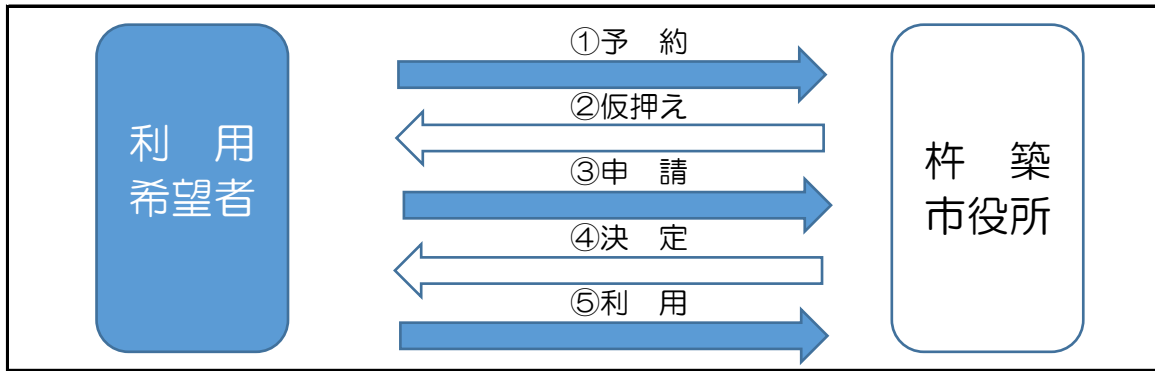 ①予　約
②仮押え
③申　請
④決　定
⑤利　用
利　用
希望者
杵　築
市役所